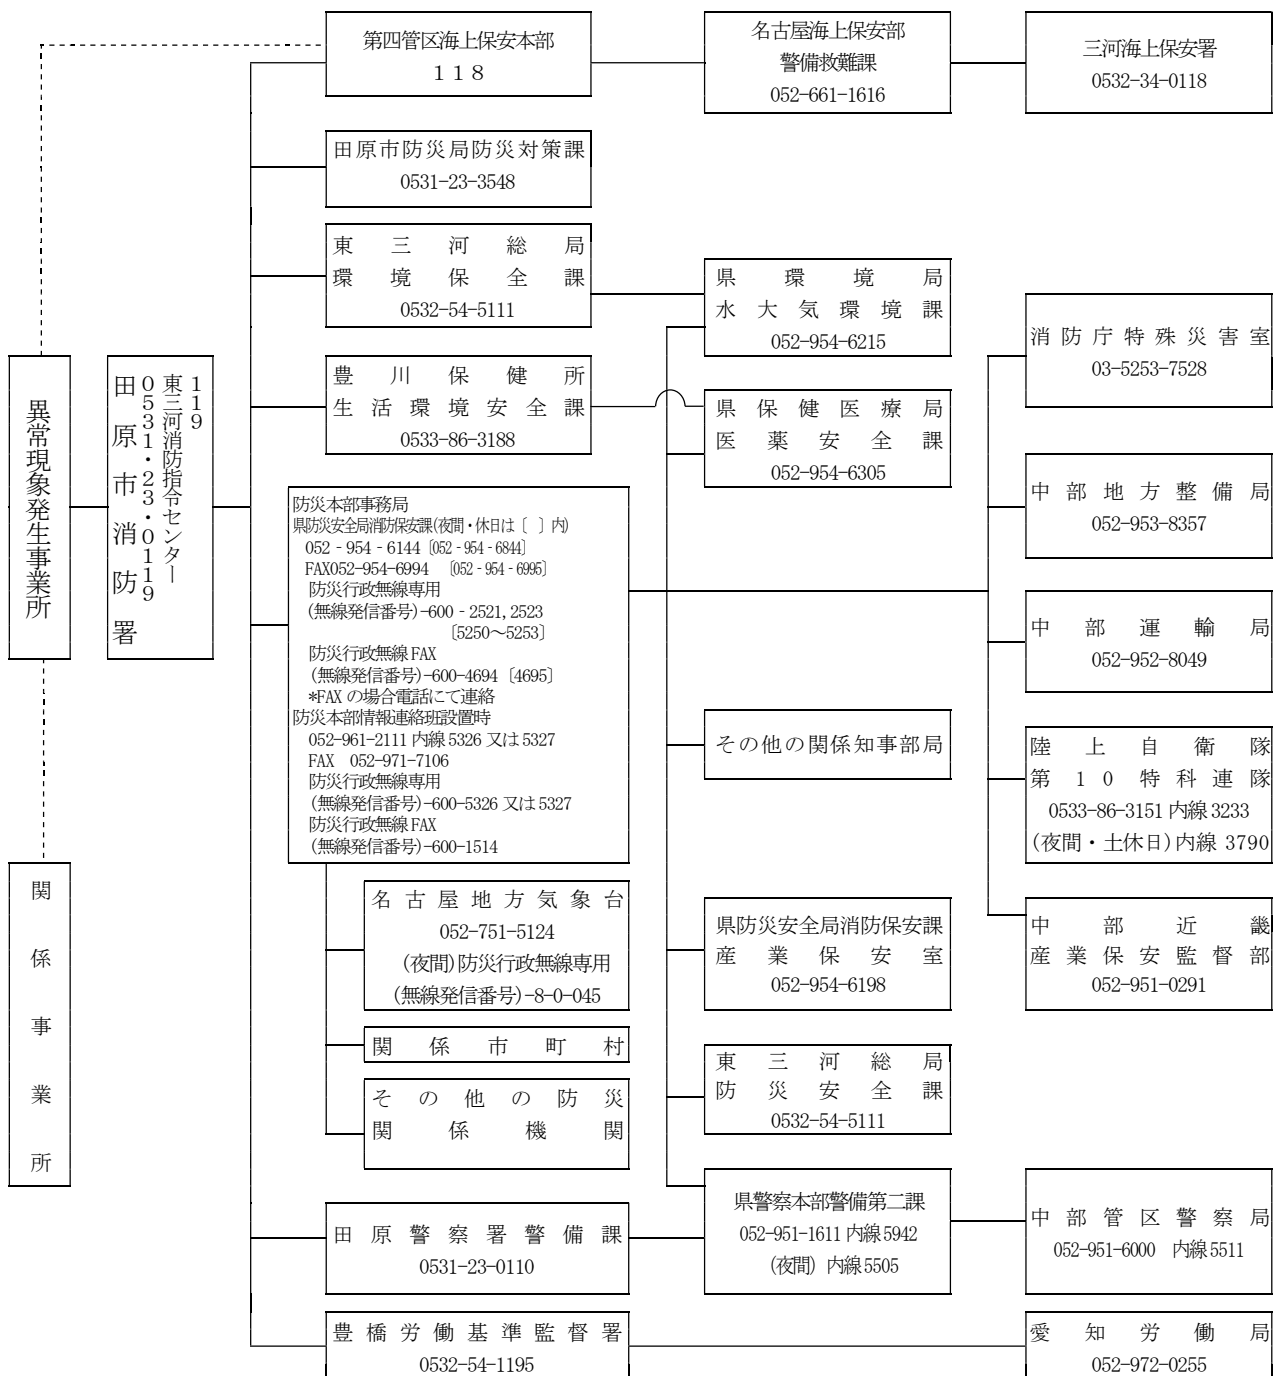 第四管区海上保安本部
118
名古屋海上保安部
警備救難課
052-661-1616
三河海上保安署
0532-34-0118
田原市防災局防災対策課
0531-23-3548
東三河総局
環境保全課
0532-54-5111
県環境局
水大気環境課
052-954-6215
消防庁特殊災害室
03-5253-7528
異常現象発生事業所
119
東三河消防指令センター
0531・23・0119
田原市消防署
豊川保健所
生活環境安全課
0533-86-3188
県保健医療局
医薬安全課
052-954-6305
中部地方整備局
052-953-8357
防災本部事務局
県防災安全局消防保安課(夜間・休日は〔 〕内)
052‐954‐6144〔052‐954‐6844〕
FAX052-954-6994 〔052‐954‐6995〕
防災行政無線専用
(無線発信番号)-600‐2521,2523
〔5250～5253〕
防災行政無線FAX
(無線発信番号)-600-4694〔4695〕
*FAXの場合電話にて連絡
防災本部情報連絡班設置時
052-961-2111内線5326又は5327
FAX 052-971-7106
防災行政無線専用
(無線発信番号)-600-5326又は5327
防災行政無線FAX
(無線発信番号)-600-1514
中部運輸局
052-952-8049
その他の関係知事部局
陸上自衛隊
第10特科連隊
0533-86-3151内線3233
(夜間・土休日)内線3790
関係事業所
名古屋地方気象台
052-751-5124
(夜間)防災行政無線専用
(無線発信番号)-8-0-045
県防災安全局消防保安課
産業保安室
052-954-6198
中部近畿
産業保安監督部
052-951-0291
関係市町村
その他の防災
関係機関
東三河総局
防災安全課
0532-54-5111
田原警察署警備課
0531-23-0110
県警察本部警備第二課
052-951-1611内線5942
(夜間) 内線5505
中部管区警察局
052-951-6000 内線5511
豊橋労働基準監督署
0532-54-1195
愛知労働局
052-972-0255